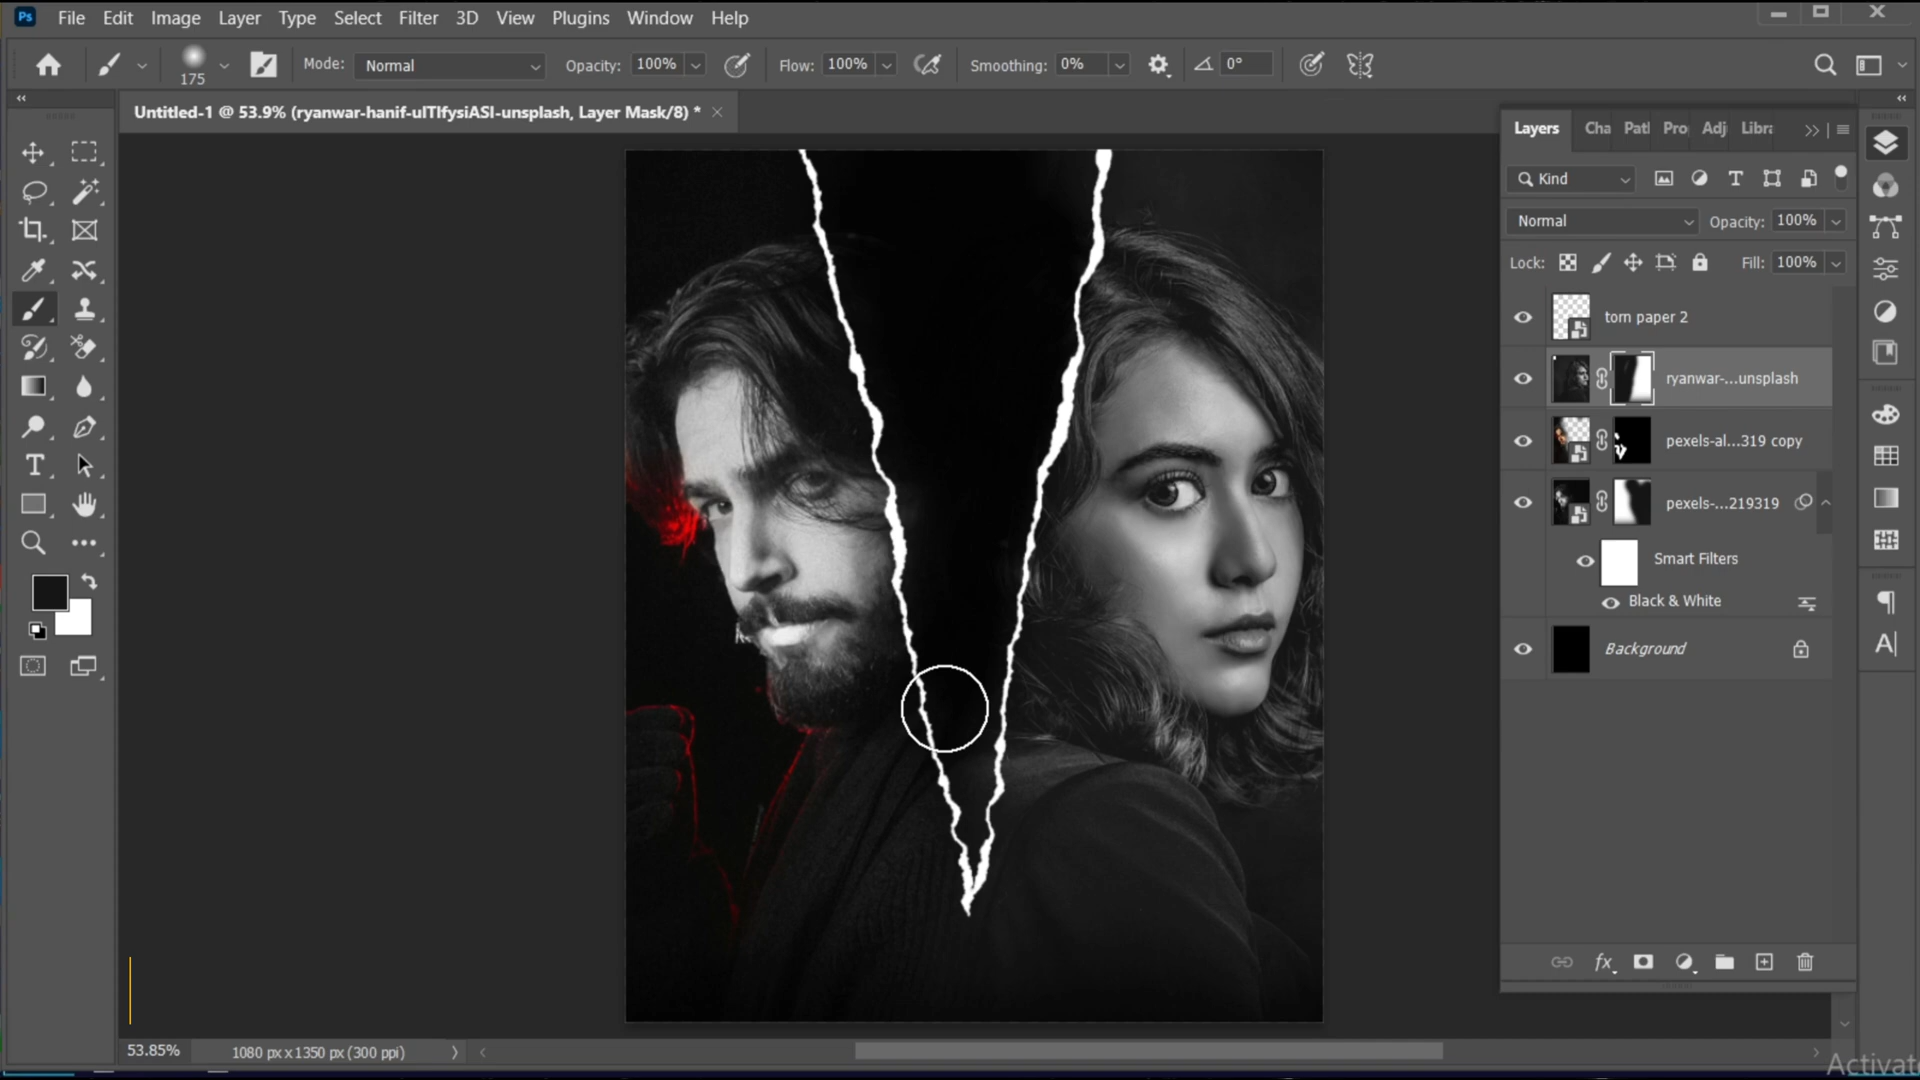 Ps File Edit Image Layer Type Select Filter 3D View Plugins Window Help
175 Mode: Normal Opacity: 100% Flow: 100% Smoothing: 0% 0°
Untitled-1 @ 53.9% (ryanwar-hanif-ulTlfysiASI-unsplash, Layer Mask/8) *
Layers Cha Patl Pro Adj Libra
Kind
Normal Opacity: 100%
Lock: Fill: 100%
torn paper 2
ryanwar-...unsplash
pexels-al...319 copy
pexels-...219319
Smart Filters
Black & White
Background
53.85% 1080 px x 1350 px (300 ppi)
Activat